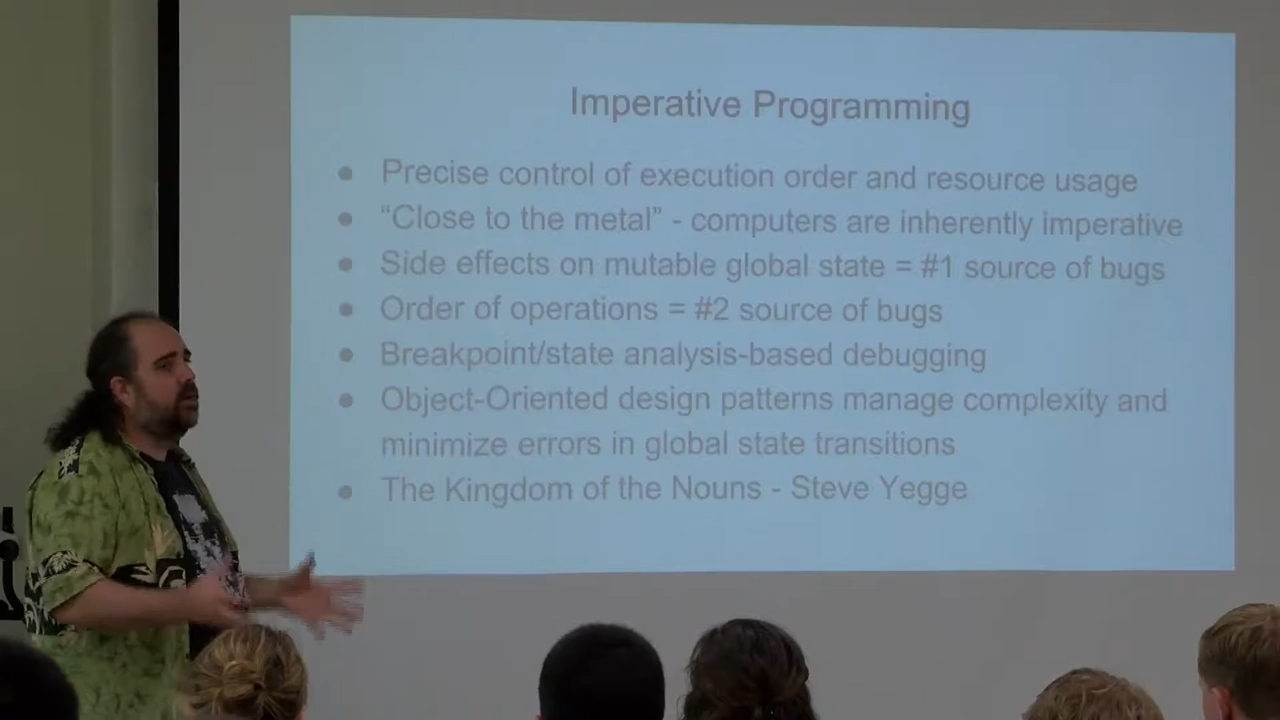 Imperative Programming
● Precise control of execution order and resource usage
● “Close to the metal” - computers are inherently imperative
● Side effects on mutable global state = #1 source of bugs
● Order of operations = #2 source of bugs
● Breakpoint/state analysis-based debugging
● Object-Oriented design patterns manage complexity and
minimize errors in global state transitions
● The Kingdom of the Nouns - Steve Yegge